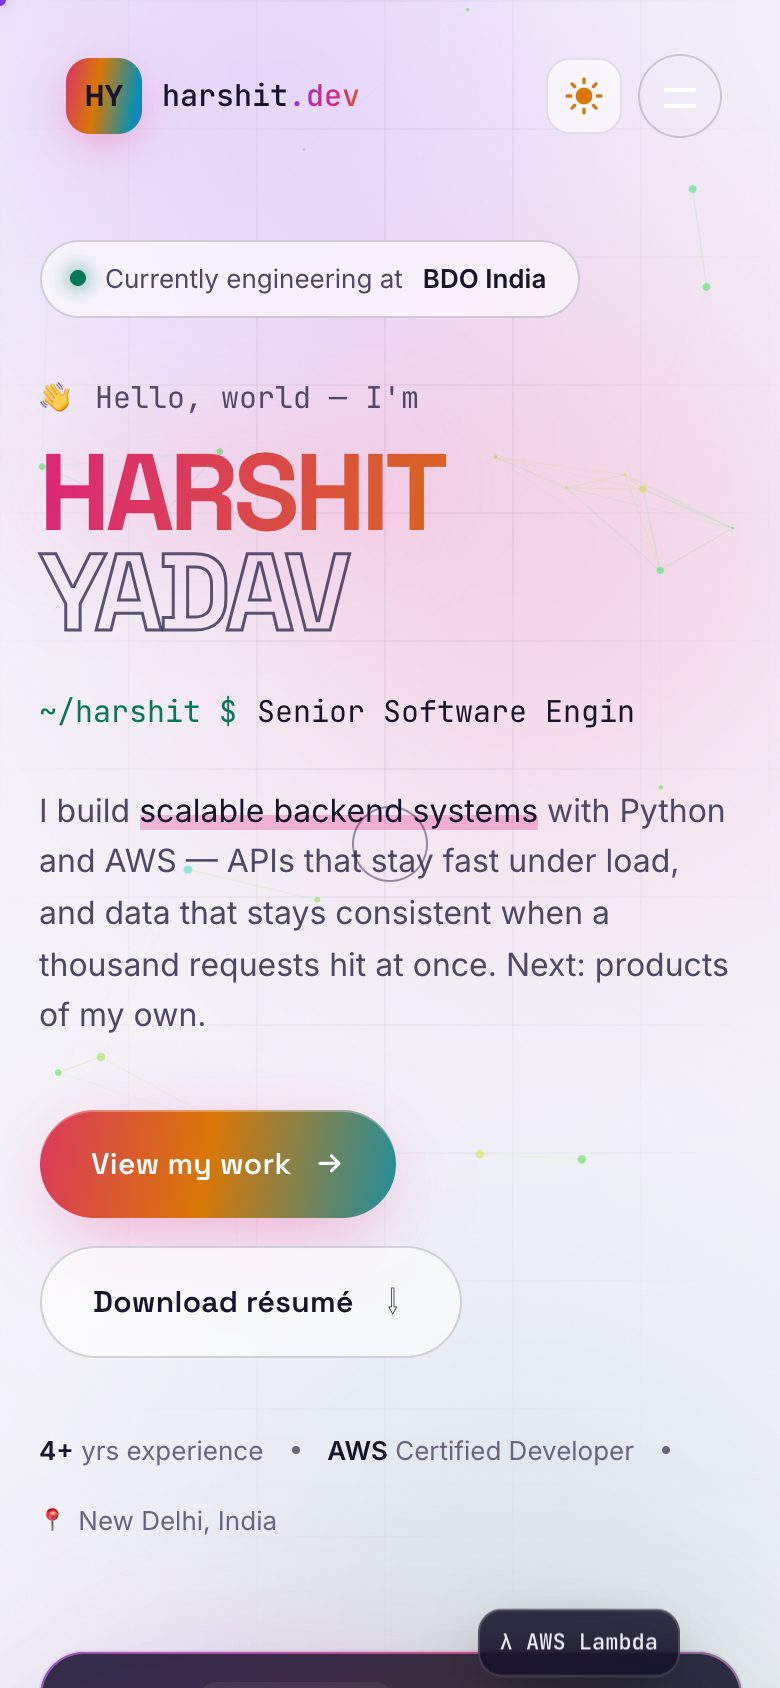 HY harshit.dev
Currently engineering at BDO India
👋 Hello, world — I'm
HARSHIT
YADAV
~/harshit $ Senior Software Engin
I build scalable backend systems with Python
and AWS — APIs that stay fast under load,
and data that stays consistent when a
thousand requests hit at once. Next: products
of my own.
View my work →
Download résumé ⇩
4+ yrs experience • AWS Certified Developer •
📍 New Delhi, India
λ AWS Lambda